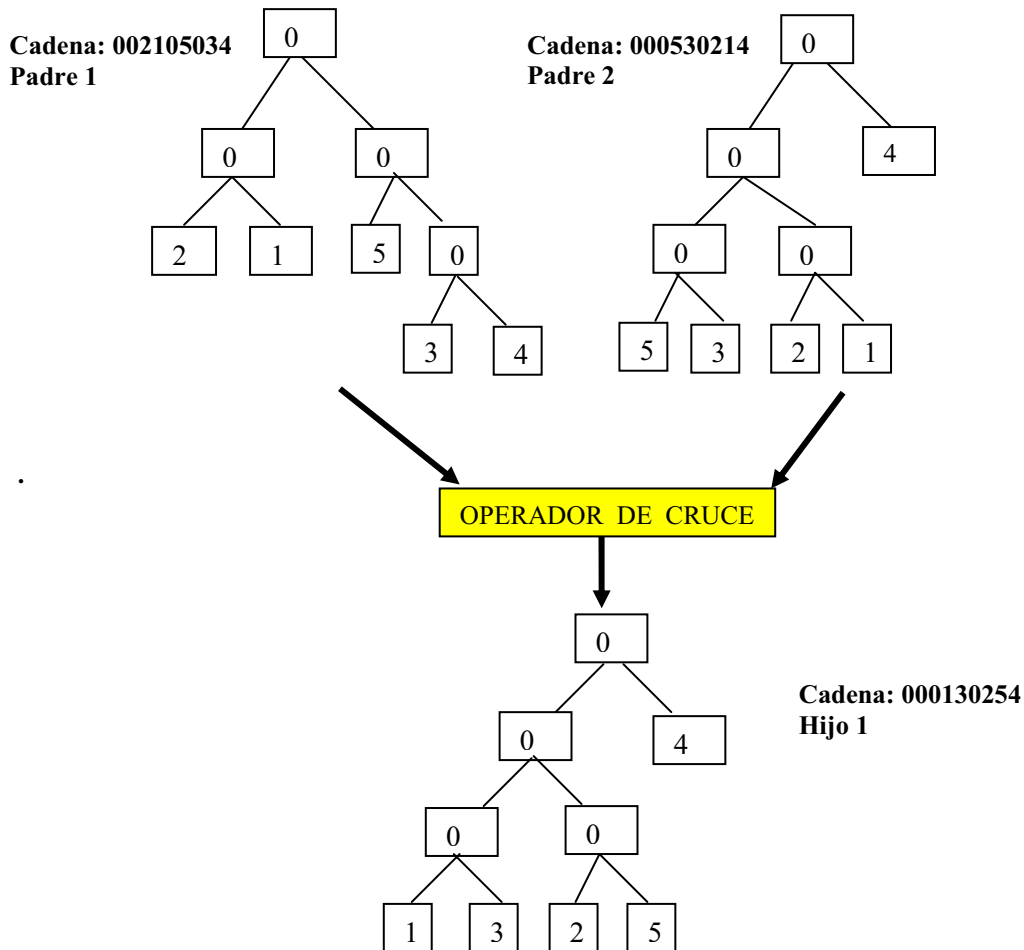 Cadena: 002105034
Padre 1
0
0 0
2 1 5 0
3 4
Cadena: 000530214
Padre 2
0
0 4
0 0
5 3 2 1
.
OPERADOR DE CRUCE
0
Cadena: 000130254
Hijo 1
0 4
0 0
1 3 2 5